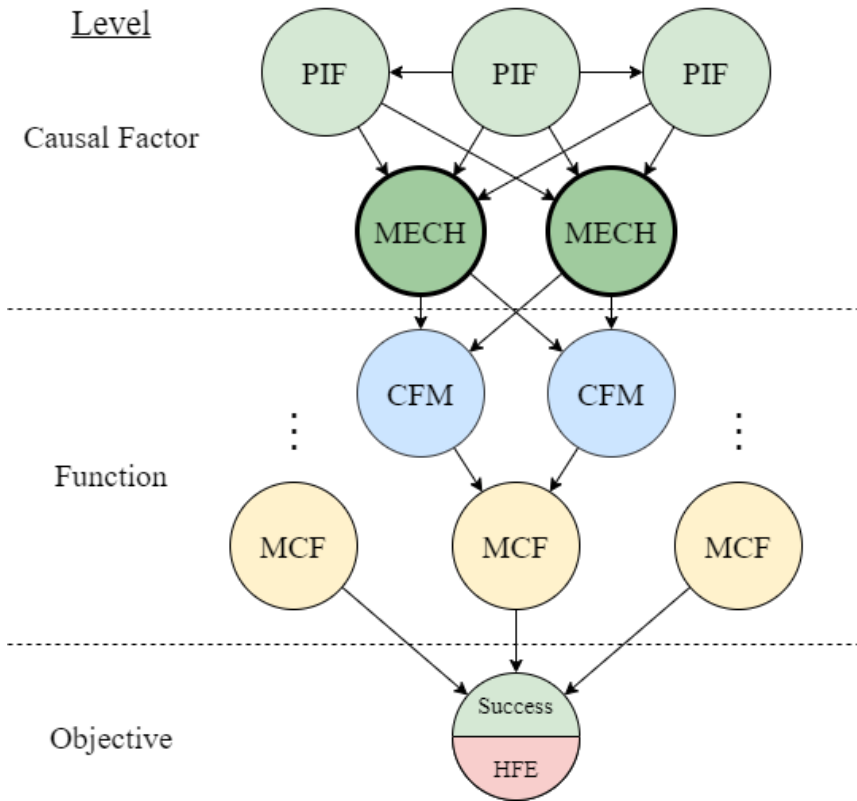 Level
PIF
PIF
PIF
Causal Factor
MECH
MECH
CFM
CFM
Function
MCF
MCF
MCF
Success
Objective
HFE